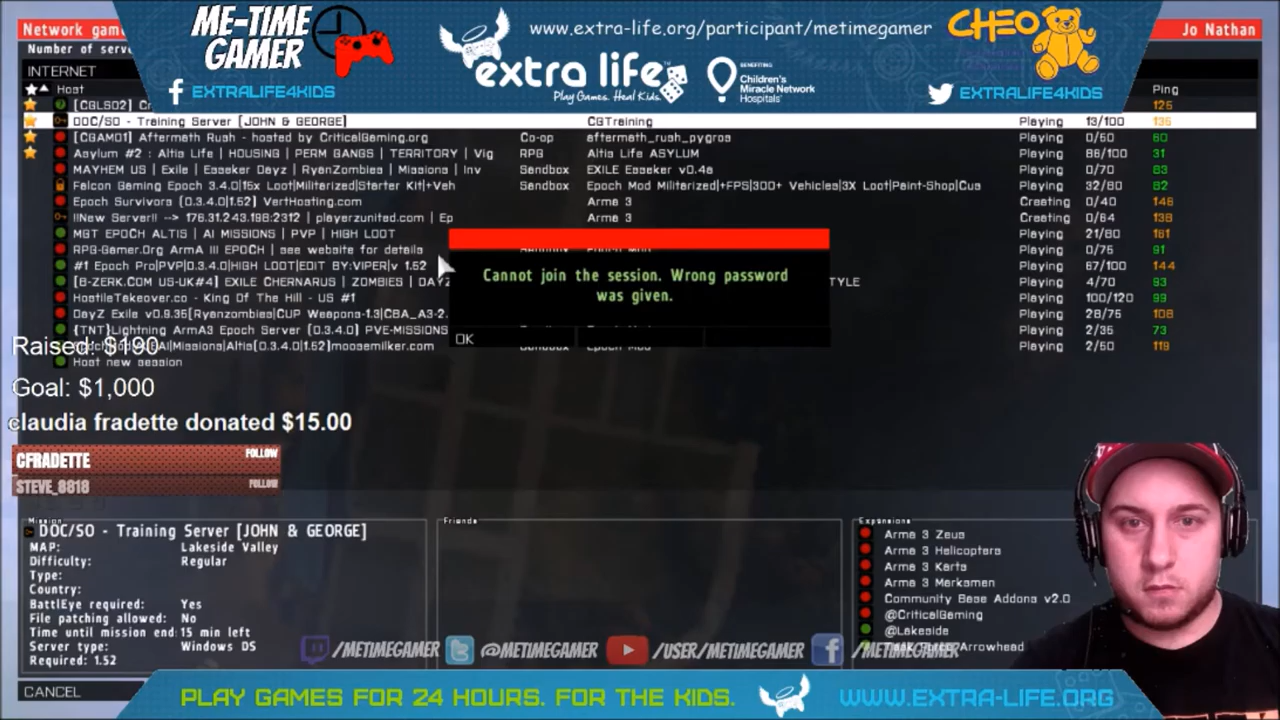 Network gam
Number of serv
ME-TIME
GAMER
www.extra-life.org/participant/metimegamer
CHEO
Jo Nathan
extra life
Play Games. Heal Kids.
BENEFITING
Children's
Miracle Network
Hospitals
EXTRALIFE4KIDS
EXTRALIFE4KIDS
INTERNET
Host Ping
[CGLS02] C 125
DOC/SO - Training Server [JOHN & GEORGE] CGTraining Playing 13/100 135
[CGAM01] Aftermath Rush - hosted by CriticalGaming.org Co-op aftermath_rush_pygros Playing 0/50 60
Asylum #2 : Altis Life | HOUSING | PERM GANGS | TERRITORY | Vig RPG Altis Life ASYLUM Playing 86/100 31
MAYHEM US | Exile | Esseker Dayz | RyanZombies | Missions | Inv Sandbox EXILE Esseker v0.4a Playing 0/70 63
Falcon Gaming Epoch 3.4.0|15x Loot|Militarized|Starter Kit|+Veh Sandbox Epoch Mod Militarized|+FPS|300+ Vehicles|3X Loot|Paint-Shop|Cus Playing 32/80 82
Epoch Survivors (0.3.4.0|1.52) VertHosting.com Arma 3 Creating 0/40 146
!!New Server!! --> 176.31.243.198:2312 | playerzunited.com | Ep Arma 3 Creating 0/64 138
MGT EPOCH ALTIS | AI MISSIONS | PVP | HIGH LOOT Playing 21/60 161
RPG-Gamer.Org ArmA III EPOCH | see website for details Playing 0/75 91
#1 Epoch Pro|PVP|0.3.4.0|HIGH LOOT|EDIT BY:VIPER|v 1.52 Playing 67/100 144
[B-ZERK.COM US-UK#4] EXILE CHERNARUS | ZOMBIES | DAYZ TYLE Playing 4/70 93
HostileTakeover.co - King Of The Hill - US #1 Playing 100/120 99
DayZ Exile v0.9.35[Ryanzombies|CUP Weapons-1.3|CBA_A3-2. Playing 28/75 108
{TNT}Lightning ArmA3 Epoch Server (0.3.4.0) PVE-MISSIONS Playing 2/35 73
AI|Missions|Altis[0.3.4.0|1.52]moosemilker.com Playing 2/50 119
Host new session
Cannot join the session. Wrong password
was given.
OK
Raised: $190
Goal: $1,000
claudia fradette donated $15.00
CFRADETTE FOLLOW
STEVE_8818 FOLLOW
Mission
DOC/SO - Training Server [JOHN & GEORGE]
MAP: Lakeside Valley
Difficulty: Regular
Type:
Country:
BattlEye required: Yes
File patching allowed: No
Time until mission end: 15 min left
Server type: Windows DS
Required: 1.52
Friends
Expansions
Arma 3 Zeus
Arma 3 Helicopters
Arma 3 Karts
Arma 3 Marksmen
Community Base Addons v2.0
@CriticalGaming
@Lakeside
Arrowhead
/METIMEGAMER @METIMEGAMER /USER/METIMEGAMER /METIMEGAMER
CANCEL
PLAY GAMES FOR 24 HOURS. FOR THE KIDS. WWW.EXTRA-LIFE.ORG